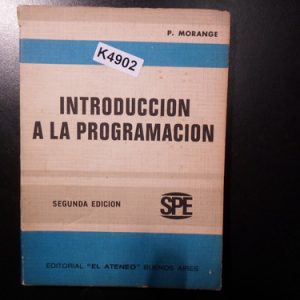 P. MORANGE
K4902
INTRODUCCION
A LA PROGRAMACION
SEGUNDA EDICION
SPE
EDITORIAL "EL ATENEO" BUENOS AIRES